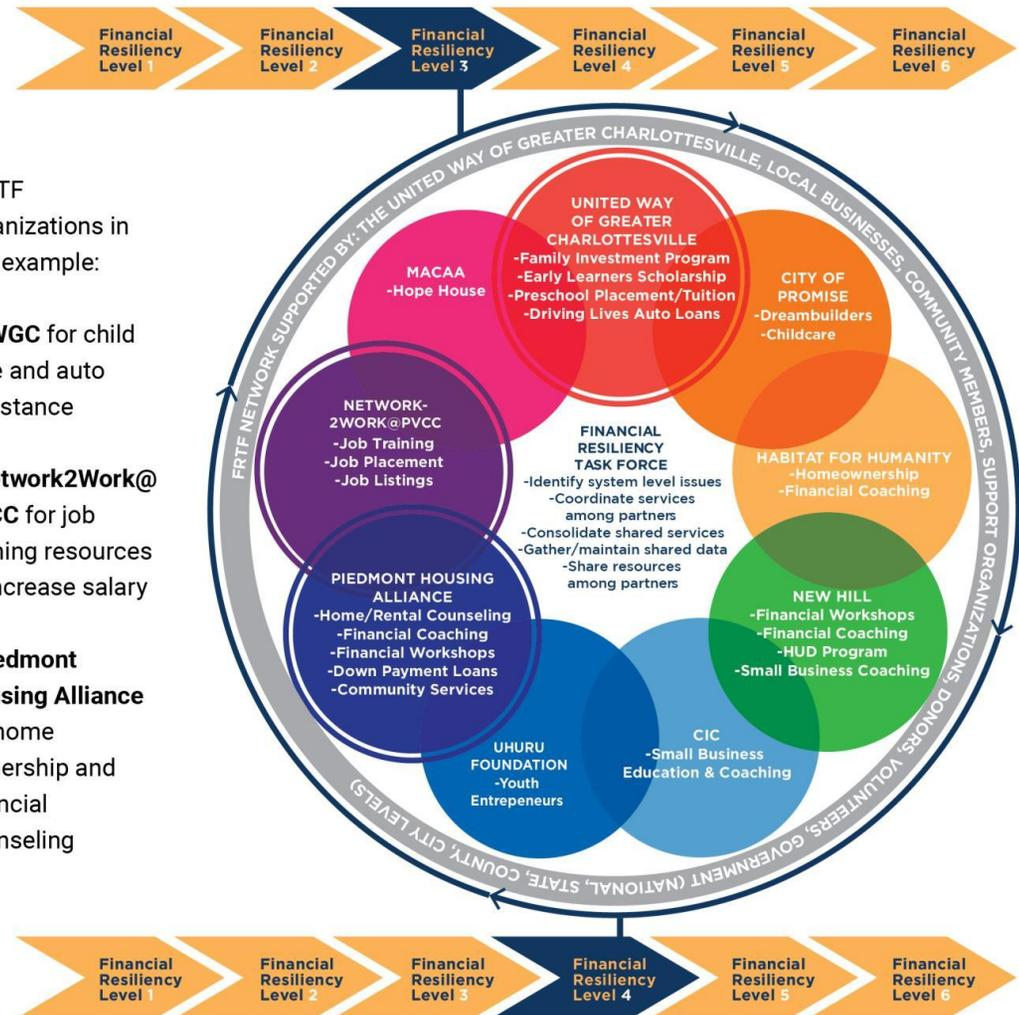 Financial
Resiliency
Level 1
Financial
Resiliency
Level 2
Financial
Resiliency
Level 3
Financial
Resiliency
Level 4
Financial
Resiliency
Level 5
Financial
Resiliency
Level 6
TF
anizations in
example:
WGC for child
e and auto
istance
twork2Work@
CC for job
ning resources
ncrease salary
edmont
sing Alliance
home
nership and
ncial
nseling
FRTF NETWORK SUPPORTED BY: THE UNITED WAY OF GREATER CHARLOTTESVILLE, LOCAL BUSINESSES, COMMUNITY MEMBERS, SUPPORT ORGANIZATIONS, DONORS, VOLUNTEERS, GOVERNMENT (NATIONAL, STATE, COUNTY, CITY LEVELS)
UNITED WAY
OF GREATER
CHARLOTTESVILLE
-Family Investment Program
-Early Learners Scholarship
-Preschool Placement/Tuition
-Driving Lives Auto Loans
MACAA
-Hope House
CITY OF
PROMISE
-Dreambuilders
-Childcare
NETWORK-
2WORK@PVCC
-Job Training
-Job Placement
-Job Listings
FINANCIAL
RESILIENCY
TASK FORCE
-Identify system level issues
-Coordinate services
among partners
-Consolidate shared services
-Gather/maintain shared data
-Share resources
among partners
HABITAT FOR HUMANITY
-Homeownership
-Financial Coaching
PIEDMONT HOUSING
ALLIANCE
-Home/Rental Counseling
-Financial Coaching
-Financial Workshops
-Down Payment Loans
-Community Services
NEW HILL
-Financial Workshops
-Financial Coaching
-HUD Program
-Small Business Coaching
UHURU
FOUNDATION
-Youth
Entrepeneurs
CIC
-Small Business
Education & Coaching
Financial
Resiliency
Level 1
Financial
Resiliency
Level 2
Financial
Resiliency
Level 3
Financial
Resiliency
Level 4
Financial
Resiliency
Level 5
Financial
Resiliency
Level 6